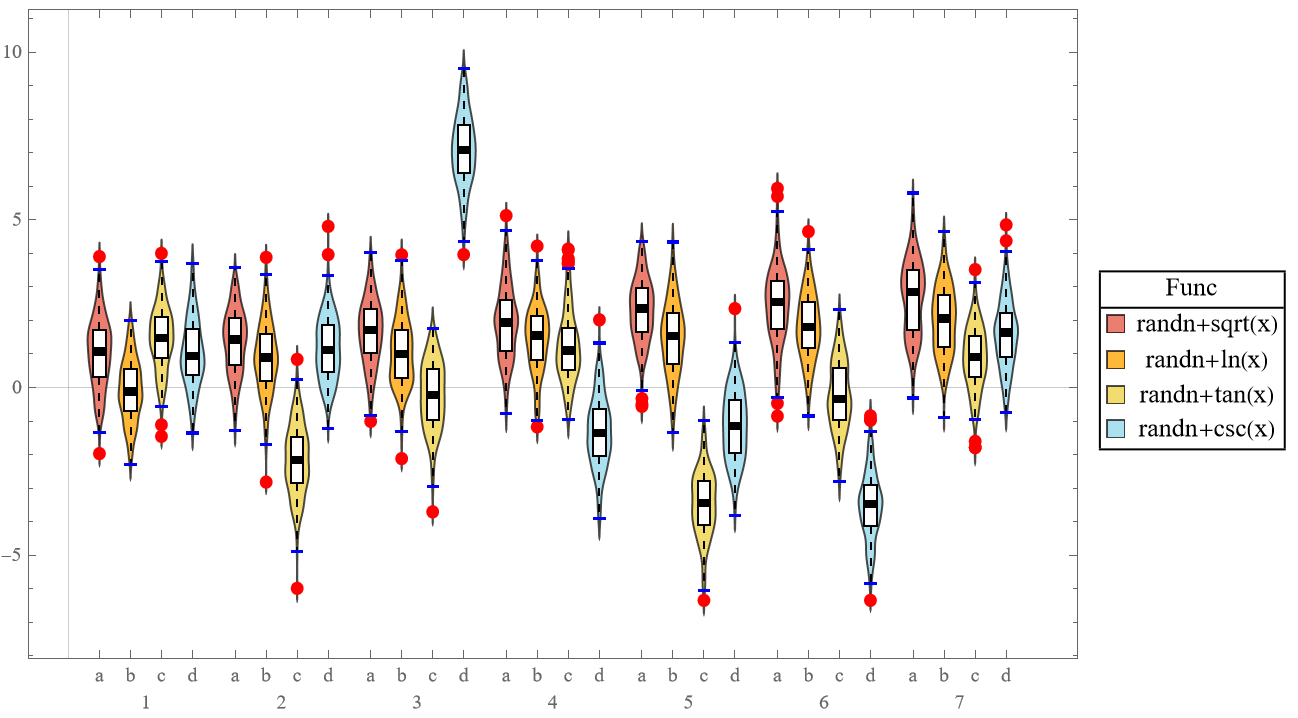 10
5
0
−5
a b c d a b c d a b c d a b c d a b c d a b c d a b c d
1 2 3 4 5 6 7
Func
randn+sqrt(x)
randn+ln(x)
randn+tan(x)
randn+csc(x)